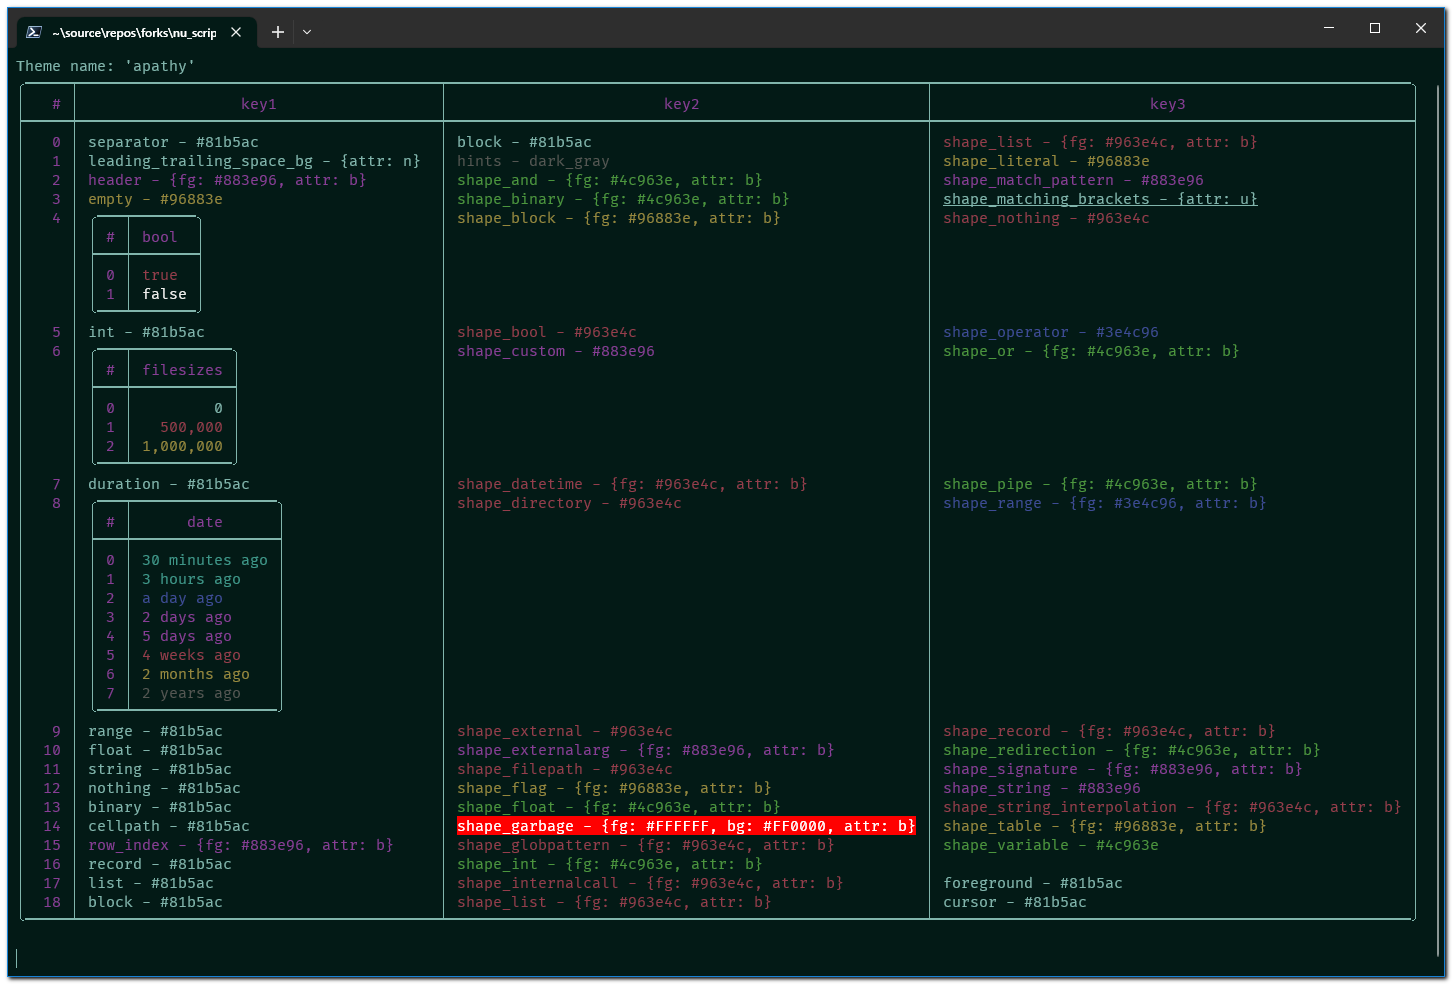 ~\source\repos\forks\nu_scrip
Theme name: 'apathy'
# key1 key2 key3
0 separator - #81b5ac block - #81b5ac shape_list - {fg: #963e4c, attr: b}
1 leading_trailing_space_bg - {attr: n} hints - dark_gray shape_literal - #96883e
2 header - {fg: #883e96, attr: b} shape_and - {fg: #4c963e, attr: b} shape_match_pattern - #883e96
3 empty - #96883e shape_binary - {fg: #4c963e, attr: b} shape_matching_brackets - {attr: u}
4 shape_block - {fg: #96883e, attr: b} shape_nothing - #963e4c
# bool
0 true
1 false
5 int - #81b5ac shape_bool - #963e4c shape_operator - #3e4c96
6 shape_custom - #883e96 shape_or - {fg: #4c963e, attr: b}
# filesizes
0 0
1 500,000
2 1,000,000
7 duration - #81b5ac shape_datetime - {fg: #963e4c, attr: b} shape_pipe - {fg: #4c963e, attr: b}
8 shape_directory - #963e4c shape_range - {fg: #3e4c96, attr: b}
# date
0 30 minutes ago
1 3 hours ago
2 a day ago
3 2 days ago
4 5 days ago
5 4 weeks ago
6 2 months ago
7 2 years ago
9 range - #81b5ac shape_external - #963e4c shape_record - {fg: #963e4c, attr: b}
10 float - #81b5ac shape_externalarg - {fg: #883e96, attr: b} shape_redirection - {fg: #4c963e, attr: b}
11 string - #81b5ac shape_filepath - #963e4c shape_signature - {fg: #883e96, attr: b}
12 nothing - #81b5ac shape_flag - {fg: #96883e, attr: b} shape_string - #883e96
13 binary - #81b5ac shape_float - {fg: #4c963e, attr: b} shape_string_interpolation - {fg: #963e4c, attr: b}
14 cellpath - #81b5ac shape_garbage - {fg: #FFFFFF, bg: #FF0000, attr: b} shape_table - {fg: #96883e, attr: b}
15 row_index - {fg: #883e96, attr: b} shape_globpattern - {fg: #963e4c, attr: b} shape_variable - #4c963e
16 record - #81b5ac shape_int - {fg: #4c963e, attr: b}
17 list - #81b5ac shape_internalcall - {fg: #963e4c, attr: b} foreground - #81b5ac
18 block - #81b5ac shape_list - {fg: #963e4c, attr: b} cursor - #81b5ac